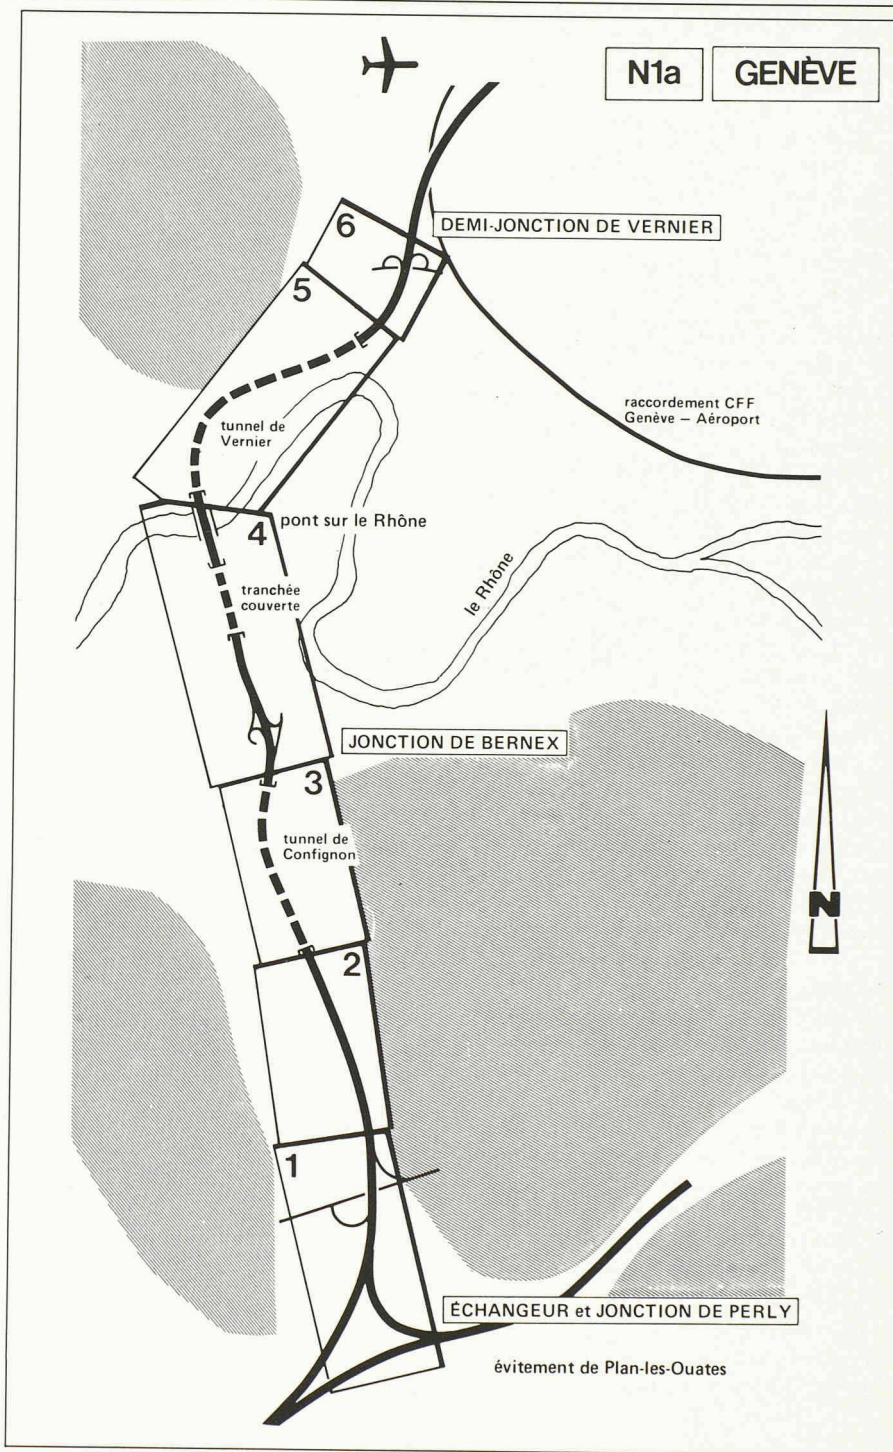 N1a
GENÈVE
6
DEMI-JONCTION DE VERNIER
5
raccordement CFF
Genève – Aéroport
tunnel de
Vernier
4
pont sur le Rhône
le Rhône
tranchée
couverte
JONCTION DE BERNEX
3
tunnel de
Confignon
N
2
1
ÉCHANGEUR et JONCTION DE PERLY
évitement de Plan-les-Ouates